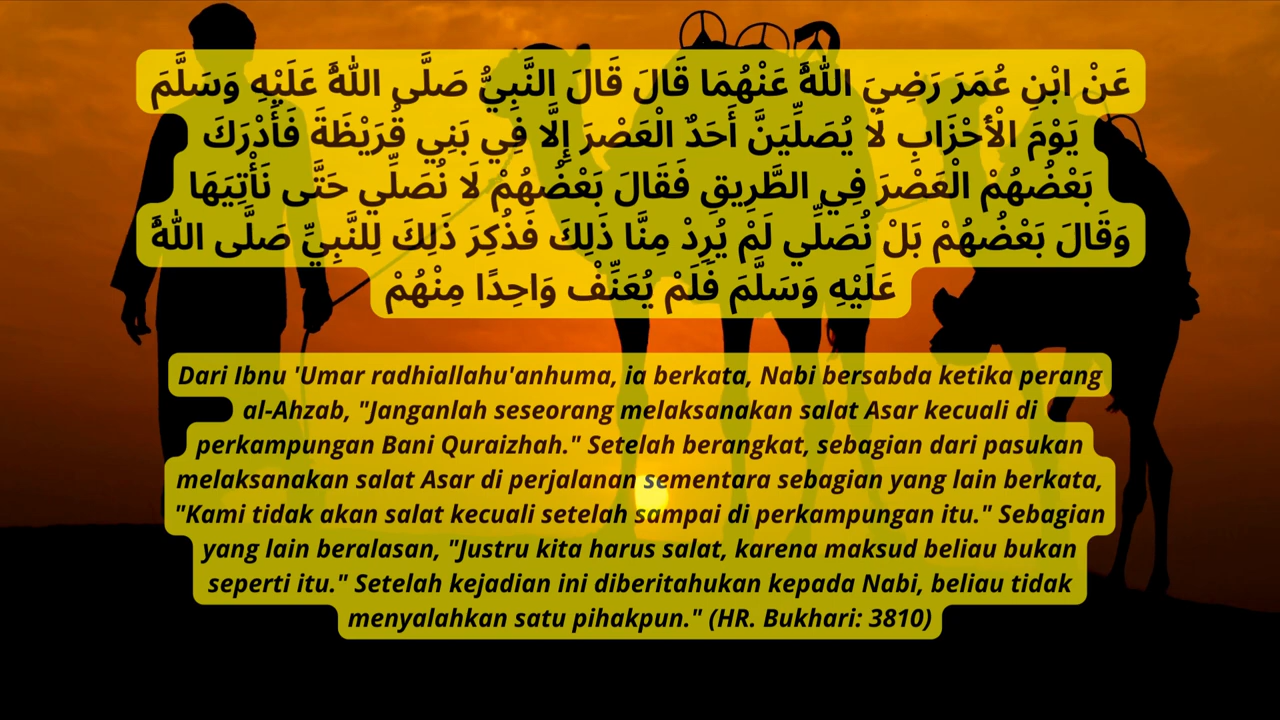 عَنْ ابْنِ عُمَرَ رَضِيَ اللَّهُ عَنْهُمَا قَالَ قَالَ النَّبِيُّ صَلَّى اللَّهُ عَلَيْهِ وَسَلَّمَ
يَوْمَ الْأَحْزَابِ لَا يُصَلِّيَنَّ أَحَدٌ الْعَصْرَ إِلَّا فِي بَنِي قُرَيْظَةَ فَأَدْرَكَ
بَعْضُهُمْ الْعَصْرَ فِي الطَّرِيقِ فَقَالَ بَعْضُهُمْ لَا نُصَلِّي حَتَّى نَأْتِيَهَا
وَقَالَ بَعْضُهُمْ بَلْ نُصَلِّي لَمْ يُرِدْ مِنَّا ذَلِكَ فَذُكِرَ ذَلِكَ لِلنَّبِيِّ صَلَّى اللَّهُ
عَلَيْهِ وَسَلَّمَ فَلَمْ يُعَنِّفْ وَاحِدًا مِنْهُمْ
Dari Ibnu 'Umar radhiallahu'anhuma, ia berkata, Nabi bersabda ketika perang
al-Ahzab, "Janganlah seseorang melaksanakan salat Asar kecuali di
perkampungan Bani Quraizhah." Setelah berangkat, sebagian dari pasukan
melaksanakan salat Asar di perjalanan sementara sebagian yang lain berkata,
"Kami tidak akan salat kecuali setelah sampai di perkampungan itu." Sebagian
yang lain beralasan, "Justru kita harus salat, karena maksud beliau bukan
seperti itu." Setelah kejadian ini diberitahukan kepada Nabi, beliau tidak
menyalahkan satu pihakpun." (HR. Bukhari: 3810)